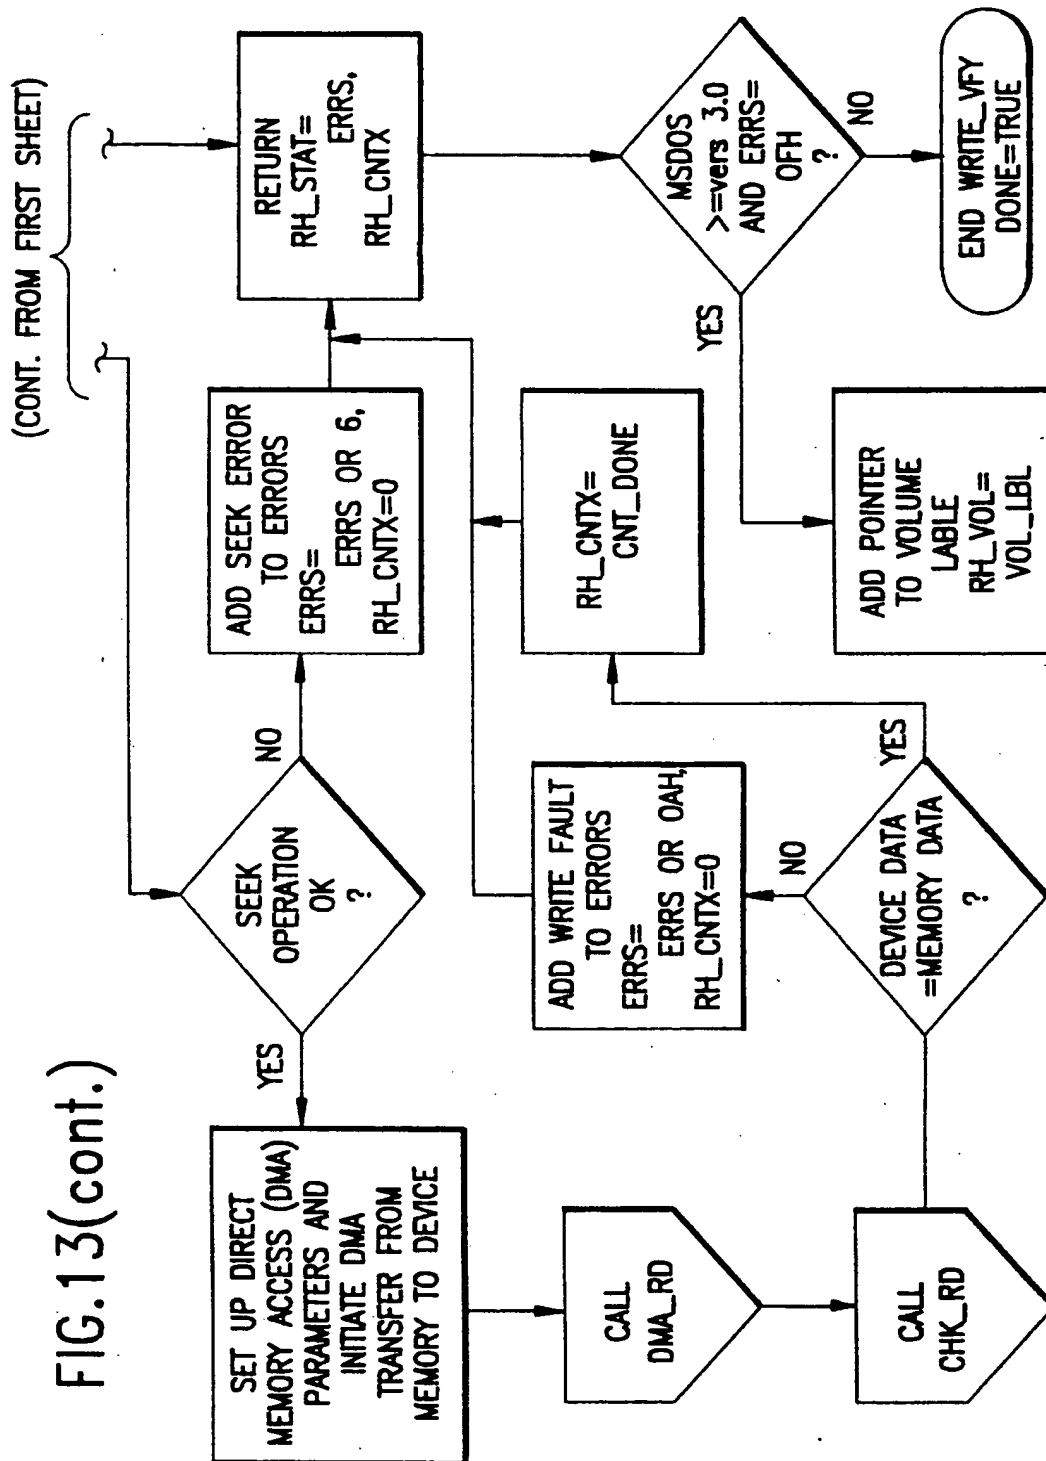 FIG.13(cont.)
(CONT. FROM FIRST SHEET)
SET UP DIRECT
MEMORY ACCESS (DMA)
PARAMETERS AND
INITIATE DMA
TRANSFER FROM
MEMORY TO DEVICE
YES
SEEK
OPERATION
OK
?
NO
ADD SEEK ERROR
TO ERRORS
ERRS=
ERRS OR 6,
RH_CNTX=0
RETURN
RH_STAT=
ERRS,
RH_CNTX
CALL
DMA_RD
ADD WRITE FAULT
TO ERRORS
ERRS=
ERRS OR OAH,
RH_CNTX=0
RH_CNTX=
CNT_DONE
MSDOS
>=vers 3.0
AND ERRS=
OFH
?
YES
NO
CALL
CHK_RD
NO
DEVICE DATA
=MEMORY DATA
?
YES
ADD POINTER
TO VOLUME
LABLE
RH_VOL=
VOL_LBL
END WRITE_VFY
DONE=TRUE